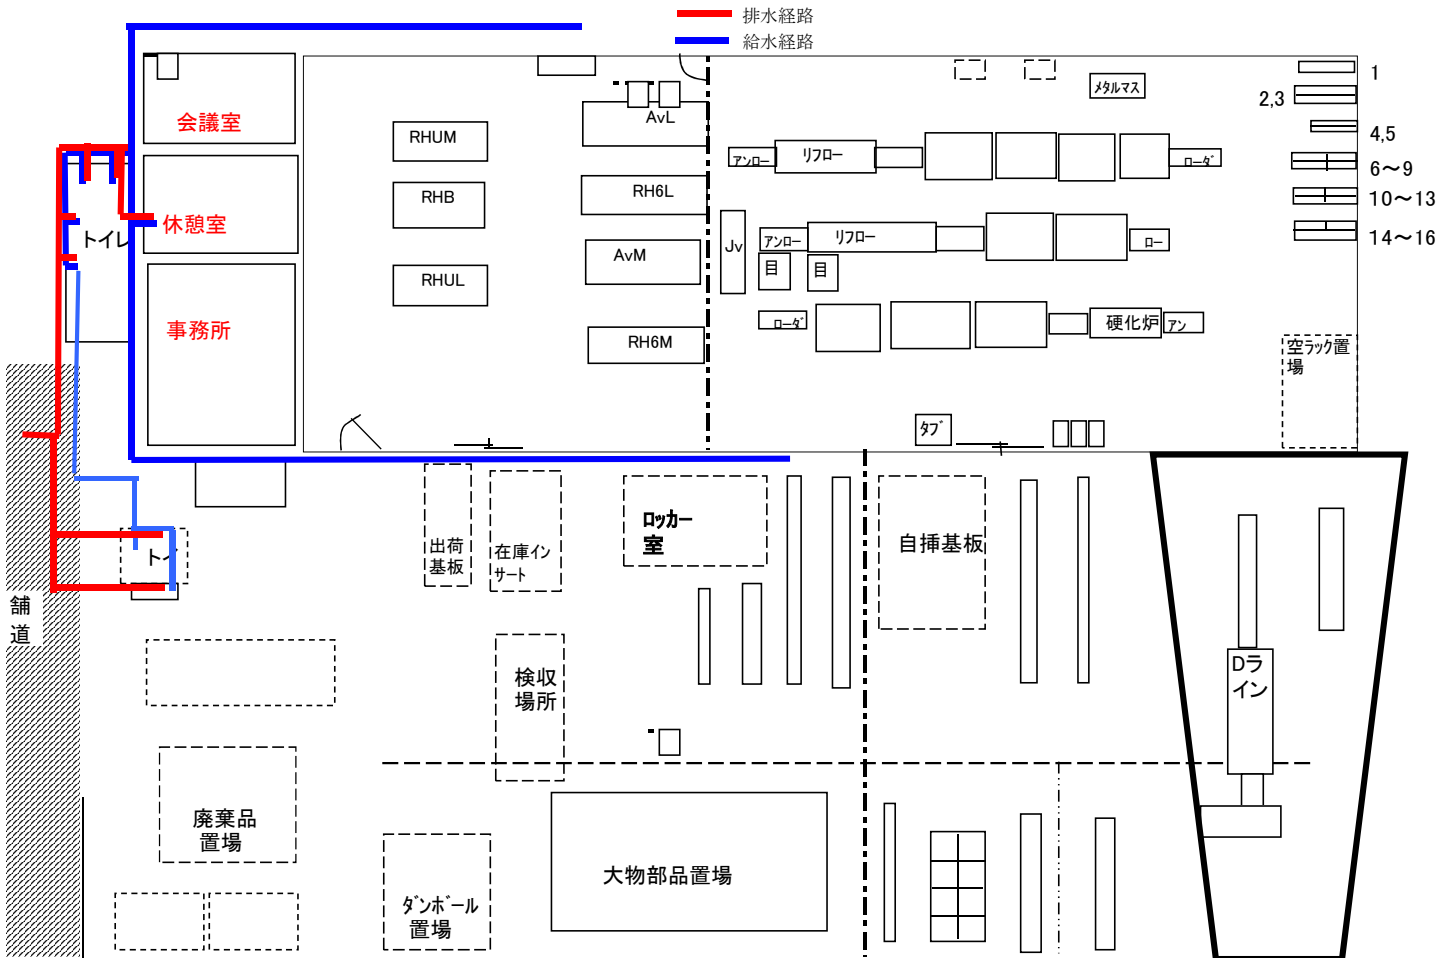 排水経路
給水経路
会議室
休憩室
トイレ
事務所
RHUM
RHB
RHUL
AvL
RH6L
AvM
RH6M
Jv
メタルマス
アンロー
リフロー
ローダ
アンロー
リフロー
ロー
目
目
ローダ
硬化炉
アン
1
2,3
4,5
6～9
10～13
14～16
空ラック置
場
タブ
トイ
舗
道
出荷
基板
在庫イン
サート
ロッカー
室
自挿基板
検収
場所
Dラ
イン
廃棄品
置場
ダンボール
置場
大物部品置場